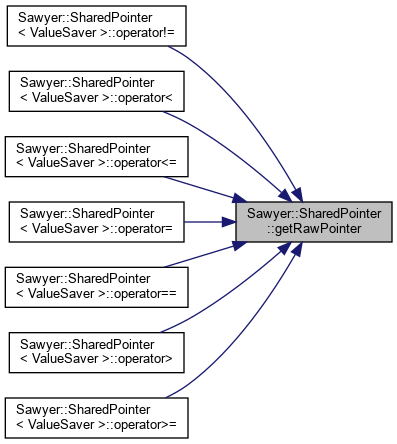 Sawyer::SharedPointer
< ValueSaver >::operator!=
Sawyer::SharedPointer
< ValueSaver >::operator<
Sawyer::SharedPointer
< ValueSaver >::operator<=
Sawyer::SharedPointer
< ValueSaver >::operator=
Sawyer::SharedPointer
< ValueSaver >::operator==
Sawyer::SharedPointer
< ValueSaver >::operator>
Sawyer::SharedPointer
< ValueSaver >::operator>=
Sawyer::SharedPointer
::getRawPointer